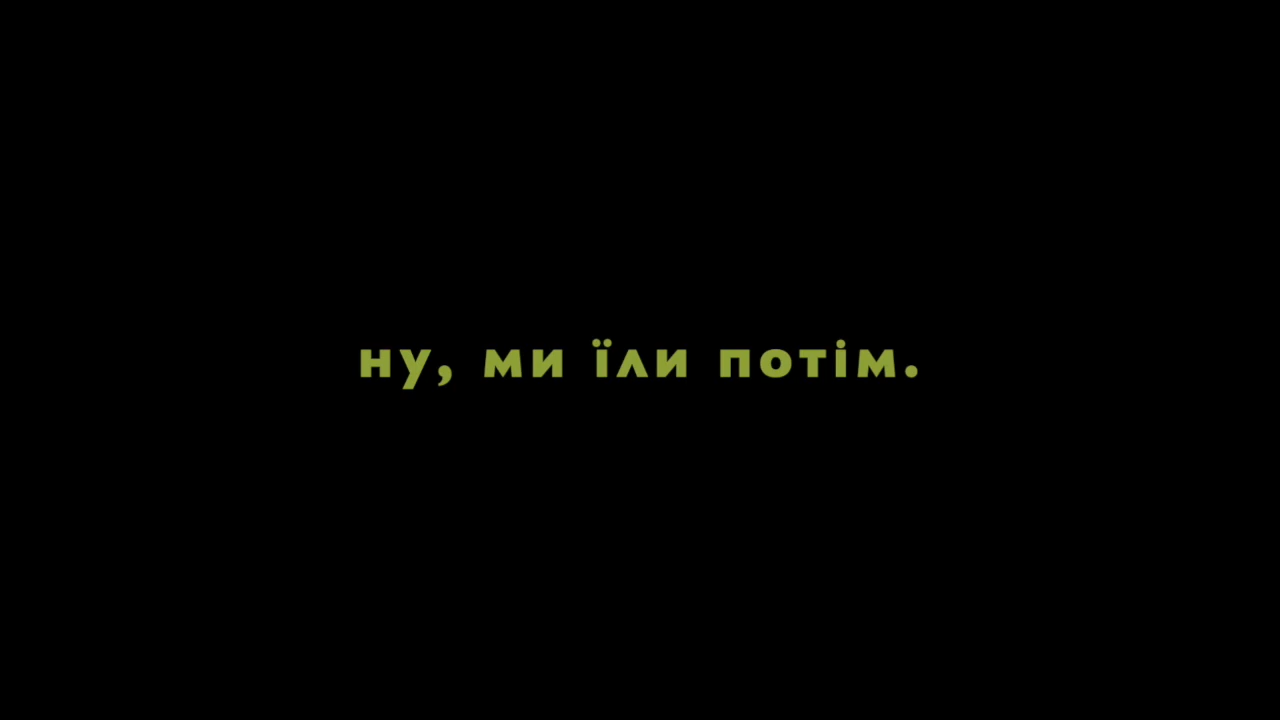 ну, ми їли потім.